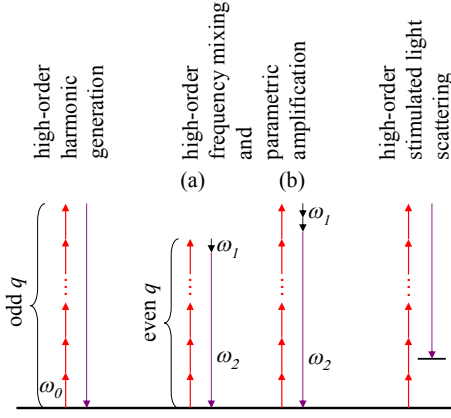 high-order
harmonic
generation
high-order
frequency mixing
and
parametric
amplification
high-order
stimulated light
scattering
(a)
(b)
odd q
even q
ω₀
ω₁
ω₂
ω₁
ω₂